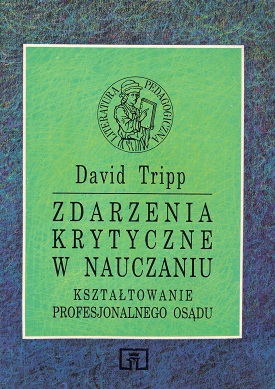 LITERATURA PEDAGOGICZNA
David Tripp
ZDARZENIA
KRYTYCZNE
W NAUCZANIU
KSZTAŁTOWANIE
PROFESJONALNEGO OSĄDU